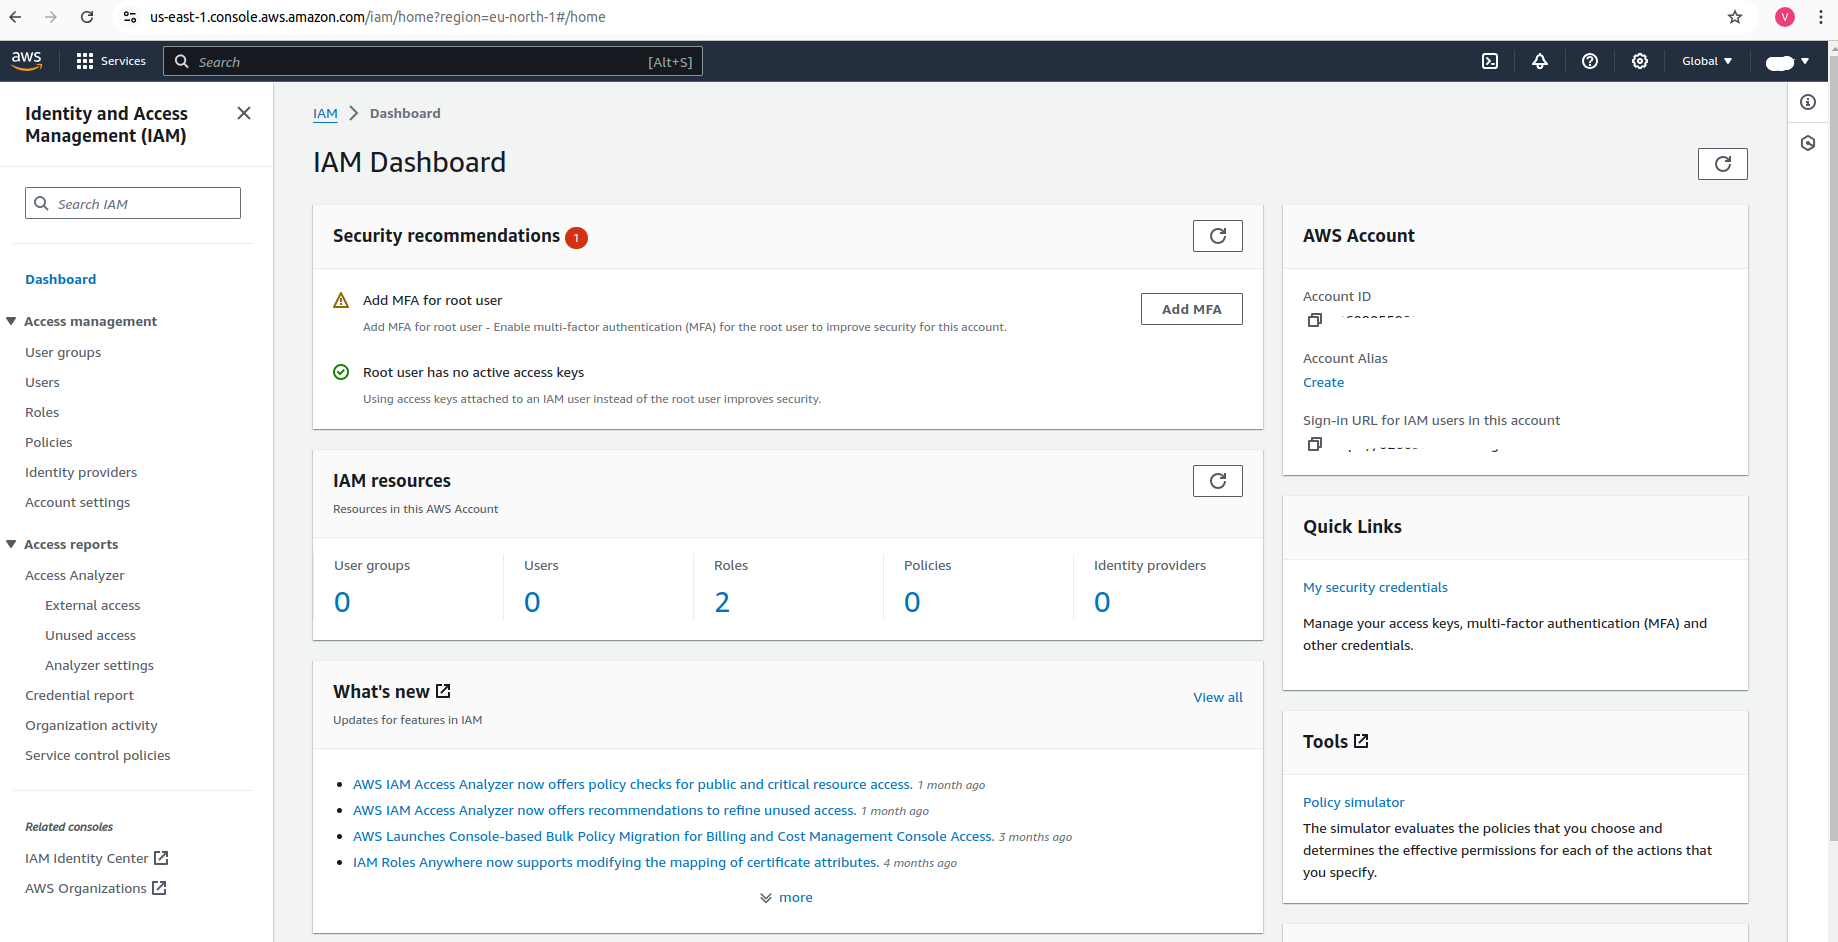 us-east-1.console.aws.amazon.com/iam/home?region=eu-north-1#/home
V
aws
Services
Search
[Alt+S]
Global
Identity and Access
Management (IAM)
Search IAM
Dashboard
Access management
User groups
Users
Roles
Policies
Identity providers
Account settings
Access reports
Access Analyzer
External access
Unused access
Analyzer settings
Credential report
Organization activity
Service control policies
Related consoles
IAM Identity Center
AWS Organizations
IAM
Dashboard
IAM Dashboard
Security recommendations 1
Add MFA for root user
Add MFA for root user - Enable multi-factor authentication (MFA) for the root user to improve security for this account.
Add MFA
Root user has no active access keys
Using access keys attached to an IAM user instead of the root user improves security.
IAM resources
Resources in this AWS Account
User groups
0
Users
0
Roles
2
Policies
0
Identity providers
0
What's new
Updates for features in IAM
View all
AWS IAM Access Analyzer now offers policy checks for public and critical resource access. 1 month ago
AWS IAM Access Analyzer now offers recommendations to refine unused access. 1 month ago
AWS Launches Console-based Bulk Policy Migration for Billing and Cost Management Console Access. 3 months ago
IAM Roles Anywhere now supports modifying the mapping of certificate attributes. 4 months ago
more
AWS Account
Account ID
Account Alias
Create
Sign-in URL for IAM users in this account
Quick Links
My security credentials
Manage your access keys, multi-factor authentication (MFA) and
other credentials.
Tools
Policy simulator
The simulator evaluates the policies that you choose and
determines the effective permissions for each of the actions that
you specify.